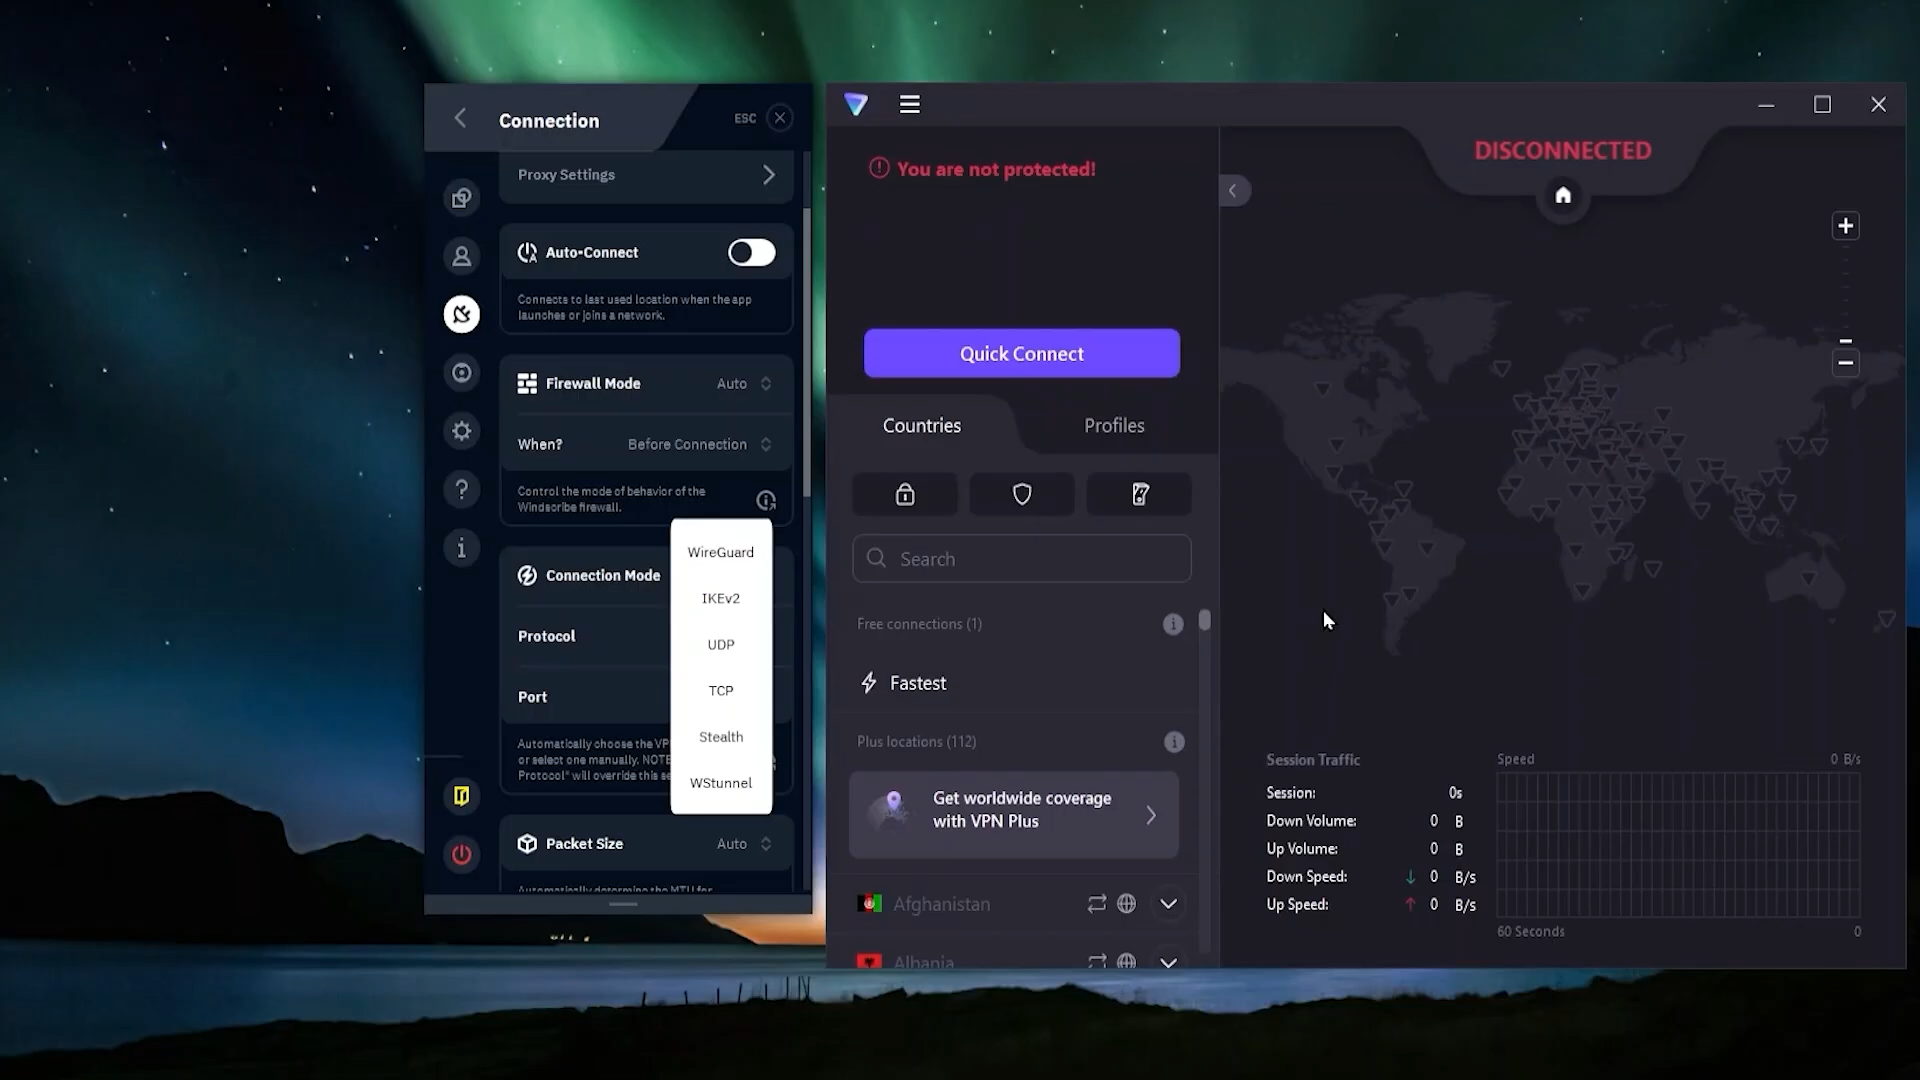 Connection
ESC
Proxy Settings
Auto-Connect
Connects to last used location when the app
launches or joins a network.
Firewall Mode
Auto
When?
Before Connection
Control the mode of behavior of the
Windscribe firewall.
Connection Mode
Protocol
Port
WireGuard
IKEv2
UDP
TCP
Stealth
WStunnel
Automatically choose the VP
or select one manually. NOTE
Protocol" will override this se
Packet Size
Auto
Automatically determine the MTU for
You are not protected!
Quick Connect
Countries
Profiles
Search
Free connections (1)
Fastest
Plus locations (112)
Get worldwide coverage
with VPN Plus
Afghanistan
Albania
DISCONNECTED
Session Traffic
Session: 0s
Down Volume: 0 B
Up Volume: 0 B
Down Speed: 0 B/s
Up Speed: 0 B/s
Speed
0 B/s
60 Seconds
0